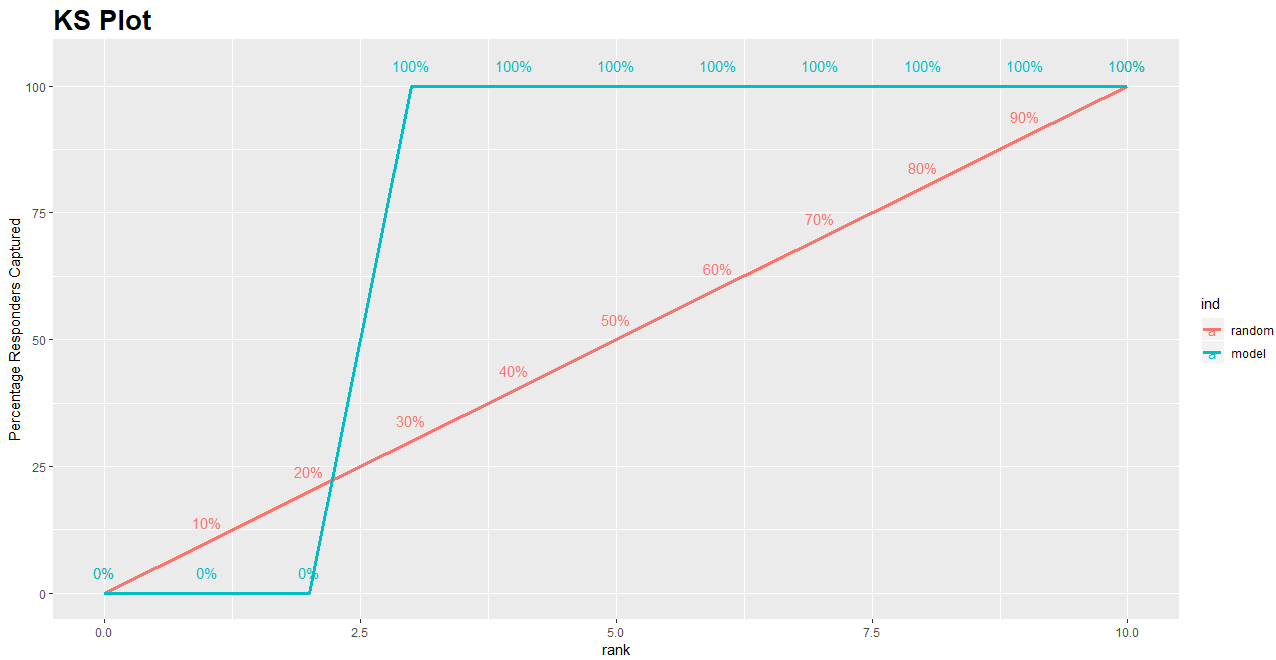 KS Plot
100% 100% 100% 100% 100% 100% 100% 100%
100
90%
80%
75
70%
60%
50%
50
40%
30%
25
20%
10%
0% 0% 0%
0
0.0 2.5 5.0 7.5 10.0
rank
Percentage Responders Captured
ind
a random
a model